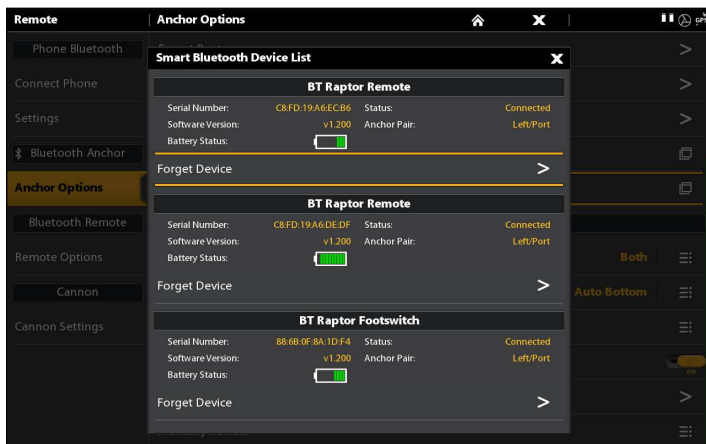 Remote
Anchor Options
X
Phone Bluetooth
Smart Bluetooth Device List
X
Connect Phone
BT Raptor Remote
Serial Number: C8:FD:19:A6:EC:B6 Status: Connected
Software Version: v1.200 Anchor Pair: Left/Port
Battery Status:
Settings
Bluetooth Anchor
Forget Device >
Anchor Options
BT Raptor Remote
Bluetooth Remote
Serial Number: C8:FD:19:A6:DE:DF Status: Connected
Software Version: v1.200 Anchor Pair: Left/Port
Battery Status:
Remote Options
Both
Forget Device >
Cannon
Auto Bottom
BT Raptor Footswitch
Cannon Settings
Serial Number: 88:6B:0F:8A:1D:F4 Status: Connected
Software Version: v1.200 Anchor Pair: Left/Port
Battery Status:
ON
Forget Device >